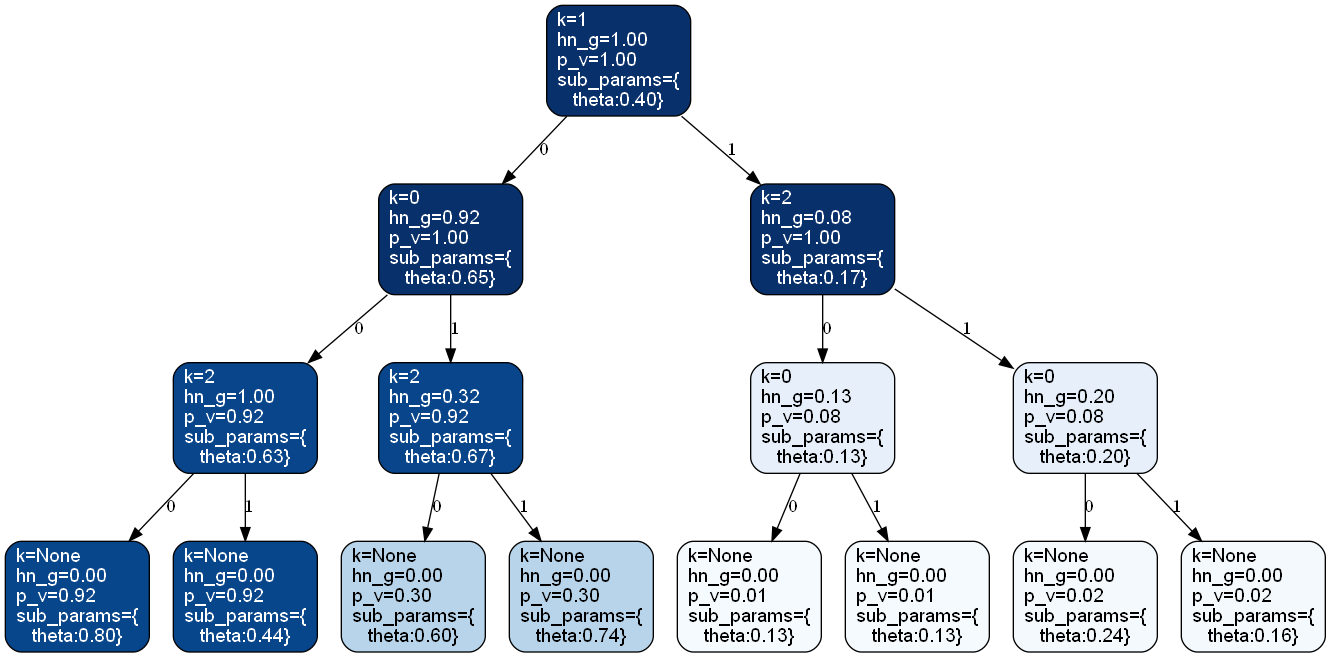 k=1
hn_g=1.00
p_v=1.00
sub_params={
theta:0.40}
0
1
k=0
hn_g=0.92
p_v=1.00
sub_params={
theta:0.65}
k=2
hn_g=0.08
p_v=1.00
sub_params={
theta:0.17}
0
1
0
1
k=2
hn_g=1.00
p_v=0.92
sub_params={
theta:0.63}
k=2
hn_g=0.32
p_v=0.92
sub_params={
theta:0.67}
k=0
hn_g=0.13
p_v=0.08
sub_params={
theta:0.13}
k=0
hn_g=0.20
p_v=0.08
sub_params={
theta:0.20}
0
1
0
1
0
1
0
1
k=None
hn_g=0.00
p_v=0.92
sub_params={
theta:0.80}
k=None
hn_g=0.00
p_v=0.92
sub_params={
theta:0.44}
k=None
hn_g=0.00
p_v=0.30
sub_params={
theta:0.60}
k=None
hn_g=0.00
p_v=0.30
sub_params={
theta:0.74}
k=None
hn_g=0.00
p_v=0.01
sub_params={
theta:0.13}
k=None
hn_g=0.00
p_v=0.01
sub_params={
theta:0.13}
k=None
hn_g=0.00
p_v=0.02
sub_params={
theta:0.24}
k=None
hn_g=0.00
p_v=0.02
sub_params={
theta:0.16}